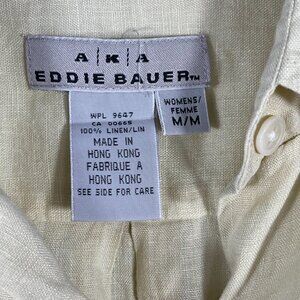 A|K|A
EDDIE BAUER™
WOMENS/
FEMME
M/M
WPL 9647
CA 00665
100% LINEN/LIN
MADE IN
HONG KONG
FABRIQUE A
HONG KONG
SEE SIDE FOR CARE